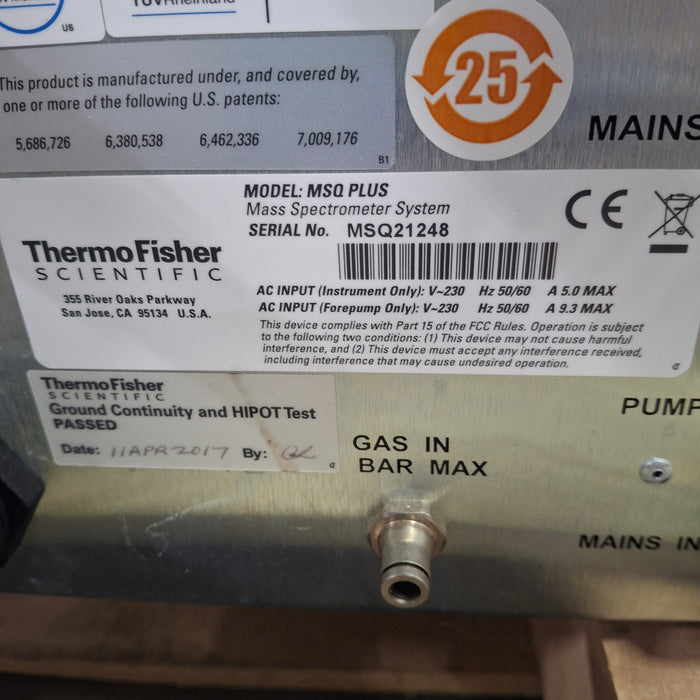 US
TÜVRheinland
This product is manufactured under, and covered by,
one or more of the following U.S. patents:
5,686,726 6,380,538 6,462,336 7,009,176
B1
25
MAINS
MODEL: MSQ PLUS
Mass Spectrometer System
SERIAL No. MSQ21248
CE
ThermoFisher
SCIENTIFIC
355 River Oaks Parkway
San Jose, CA 95134 U.S.A.
AC INPUT (Instrument Only): V~230 Hz 50/60 A 5.0 MAX
AC INPUT (Forepump Only): V~230 Hz 50/60 A 9.3 MAX
This device complies with Part 15 of the FCC Rules. Operation is subject
to the following two conditions: (1) This device may not cause harmful
interference, and (2) This device must accept any interference received,
including interference that may cause undesired operation.
ThermoFisher
SCIENTIFIC
Ground Continuity and HIPOT Test
PASSED
Date: 11APR2017 By:
GAS IN
BAR MAX
PUMP
MAINS IN